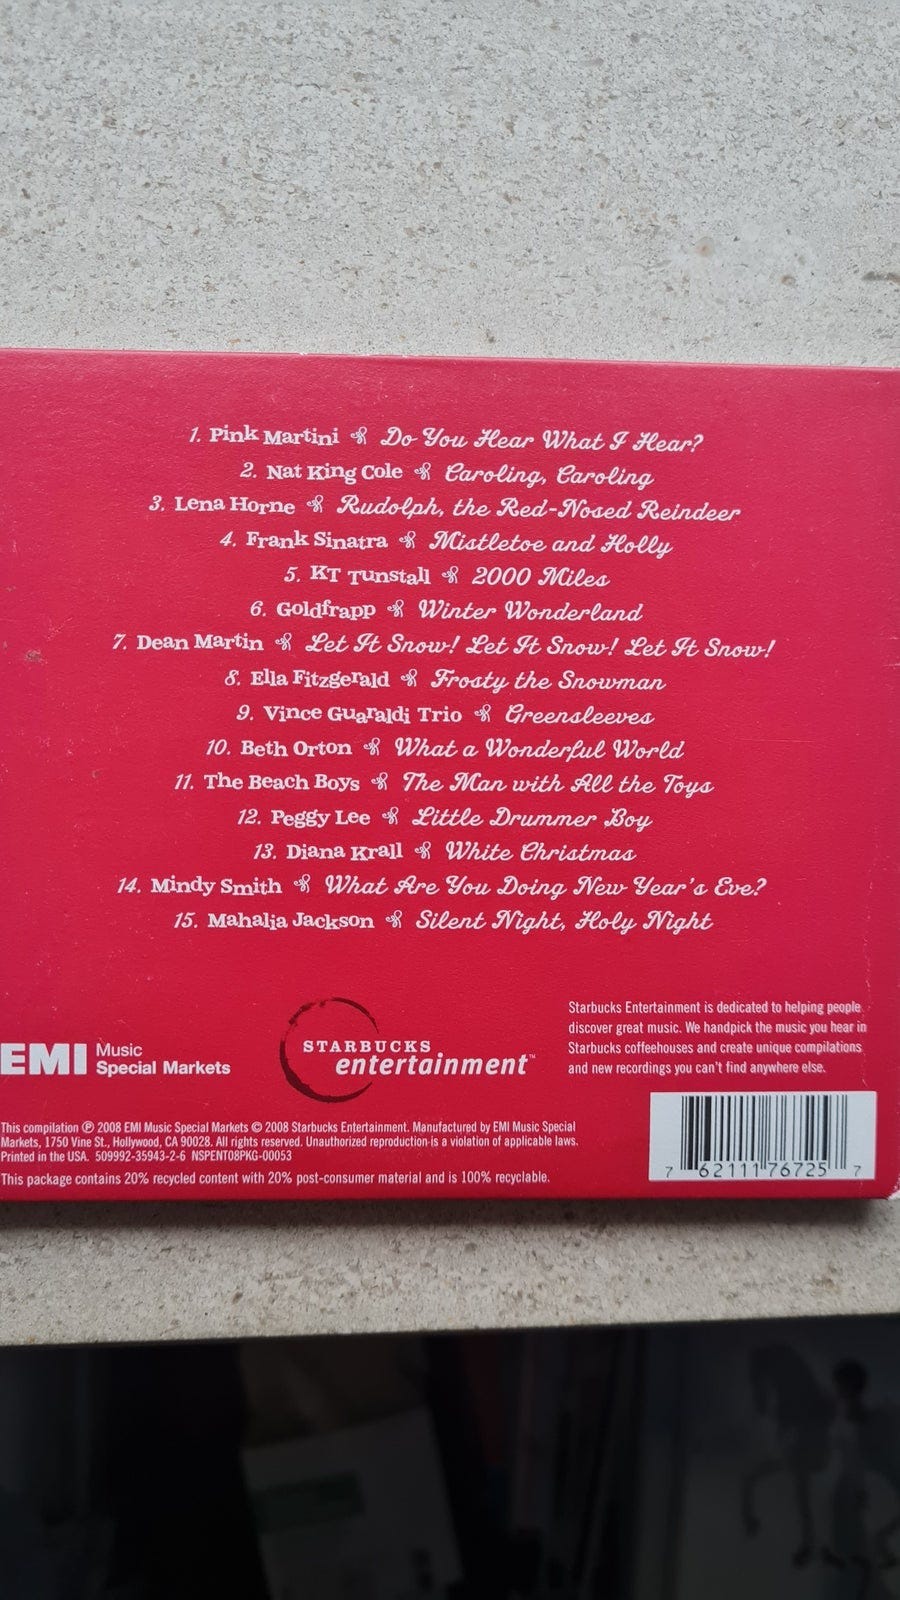 1. Pink Martini Do You Hear What I Hear?
2. Nat King Cole Caroling, Caroling
3. Lena Horne Rudolph, the Red-Nosed Reindeer
4. Frank Sinatra Mistletoe and Holly
5. KT Tunstall 2000 Miles
6. Goldfrapp Winter Wonderland
7. Dean Martin Let It Snow! Let It Snow! Let It Snow!
8. Ella Fitzgerald Frosty the Snowman
9. Vince Guaraldi Trio Greensleeves
10. Beth Orton What a Wonderful World
11. The Beach Boys The Man with All the Toys
12. Peggy Lee Little Drummer Boy
13. Diana Krall White Christmas
14. Mindy Smith What Are You Doing New Year's Eve?
15. Mahalia Jackson Silent Night, Holy Night
EMI Music
Special Markets
STARBUCKS
entertainment™
Starbucks Entertainment is dedicated to helping people
discover great music. We handpick the music you hear in
Starbucks coffeehouses and create unique compilations
and new recordings you can't find anywhere else.
This compilation ℗ 2008 EMI Music Special Markets © 2008 Starbucks Entertainment. Manufactured by EMI Music Special
Markets, 1750 Vine St., Hollywood, CA 90028. All rights reserved. Unauthorized reproduction is a violation of applicable laws.
Printed in the USA. 509992-35943-2-6 NSPENT08PKG-00053
This package contains 20% recycled content with 20% post-consumer material and is 100% recyclable.
7 62111 76725 7